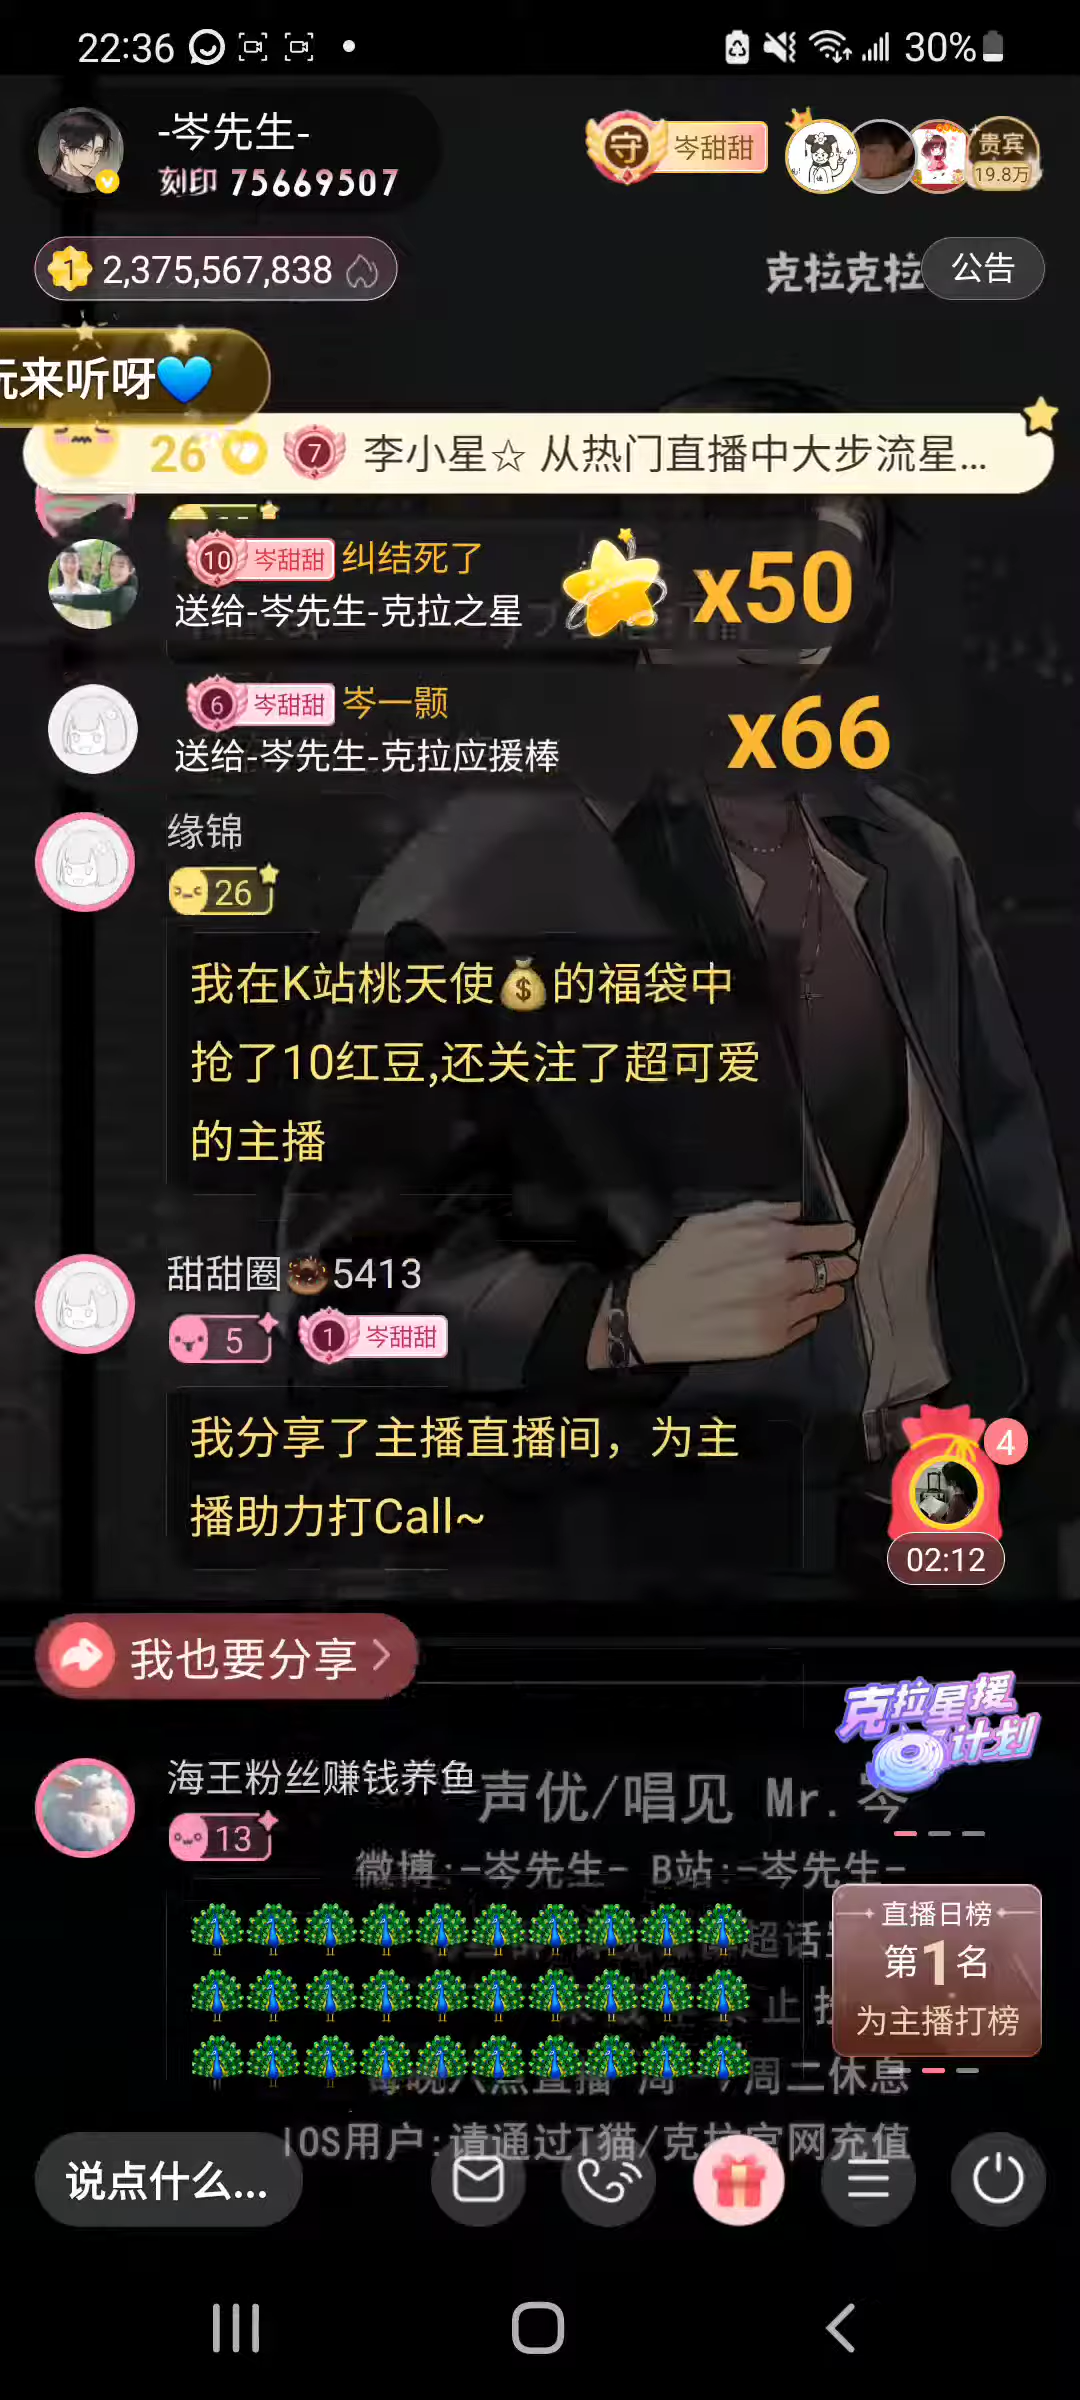 22:36
30%
-岑先生-
刻印 75669507
守 岑甜甜
贵宾
19.8万
1 2,375,567,838
克拉克拉
公告
来听呀💙
26 7 李小星☆ 从热门直播中大步流星...
10 岑甜甜 纠结死了
送给-岑先生-克拉之星
x50
6 岑甜甜 岑一颢
送给-岑先生-克拉应援棒
x66
缘锦
26
我在K站桃天使💰的福袋中
抢了10红豆,还关注了超可爱
的主播
甜甜圈🍩5413
5 1 岑甜甜
我分享了主播直播间，为主
播助力打Call~
4
02:12
我也要分享
克拉星援
计划
海王粉丝赚钱养鱼
13
声优/唱见 Mr.岑
微博:-岑先生- B站:-岑先生-
🦚🦚🦚🦚🦚🦚🦚🦚🦚🦚
🦚🦚🦚🦚🦚🦚🦚🦚🦚🦚
🦚🦚🦚🦚🦚🦚🦚🦚🦚🦚
超话
止
直播日榜
第1名
为主播打榜
周二休息
IOS用户:请通过T猫/克拉官网充值
说点什么...